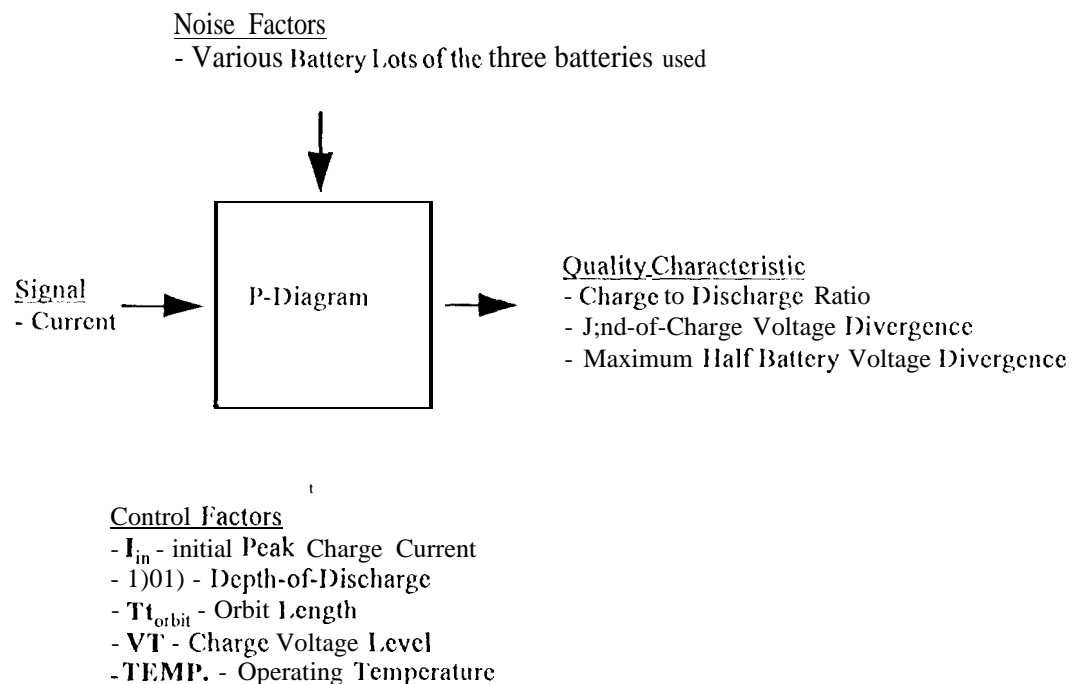 Noise Factors
- Various Battery Lots of the three batteries used
Signal
- Current
P-Diagram
Quality Characteristic
- Charge to Discharge Ratio
- J;nd-of-Charge Voltage Divergence
- Maximum Half Battery Voltage Divergence
t
Control Factors
- Iin - initial Peak Charge Current
- 1)01) - Depth-of-Discharge
- Ttorbit - Orbit Length
- VT - Charge Voltage Level
- TEMP. - Operating Temperature